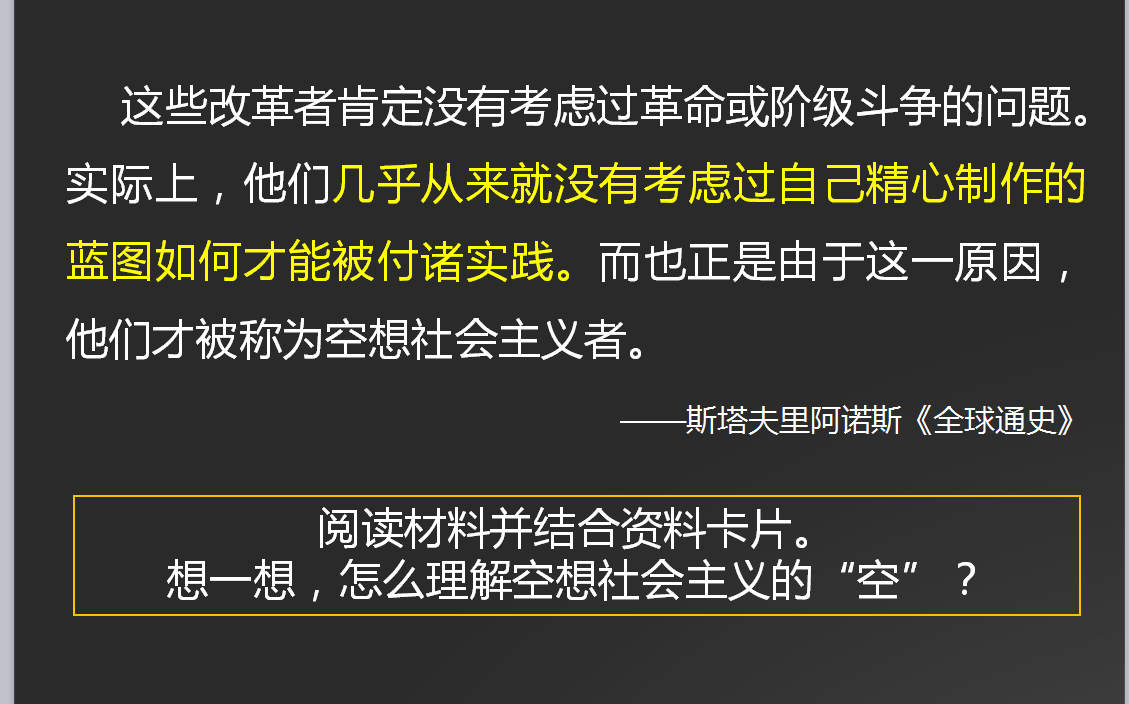 这些改革者肯定没有考虑过革命或阶级斗争的问题。
实际上，他们几乎从来就没有考虑过自己精心制作的
蓝图如何才能被付诸实践。而也正是由于这一原因，
他们才被称为空想社会主义者。
——斯塔夫里阿诺斯《全球通史》
阅读材料并结合资料卡片。
想一想，怎么理解空想社会主义的“空”？